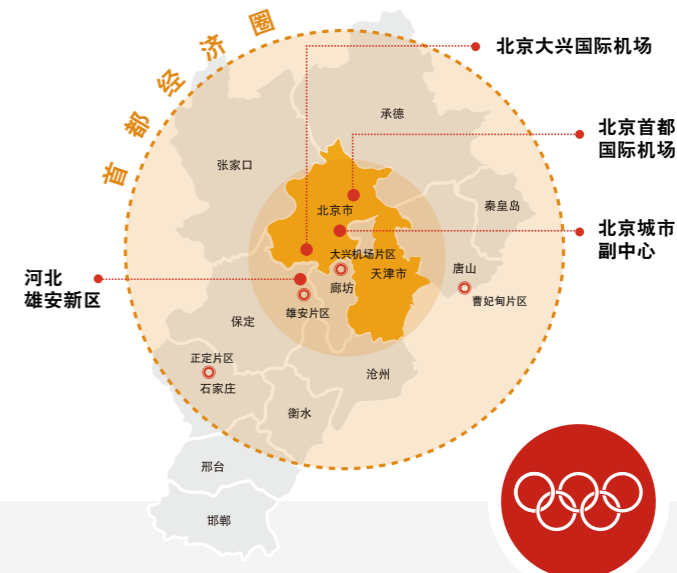 首都经济圈
北京大兴国际机场
承德
北京首都
国际机场
张家口
秦皇岛
北京市
北京城市
副中心
大兴机场片区
天津市
唐山
河北
雄安新区
廊坊
曹妃甸片区
雄安片区
保定
正定片区
石家庄
沧州
衡水
邢台
邯郸